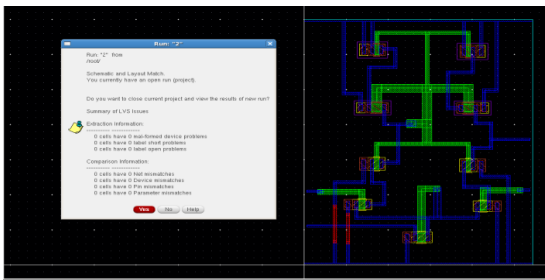 Run: "Z"
Run: "Z" from
/root/
Schematic and Layout Match.
You currently have an open run (project).
Do you want to close current project and view the results of new run?
Summary of LVS Issues
Extraction Information:
0 cells have 0 mal-formed device problems
0 cells have 0 label short problems
0 cells have 0 label open problems
Comparison Information:
0 cells have 0 Net mismatches
0 cells have 0 Device mismatches
0 cells have 0 Pin mismatches
0 cells have 0 Parameter mismatches
Yes No Help